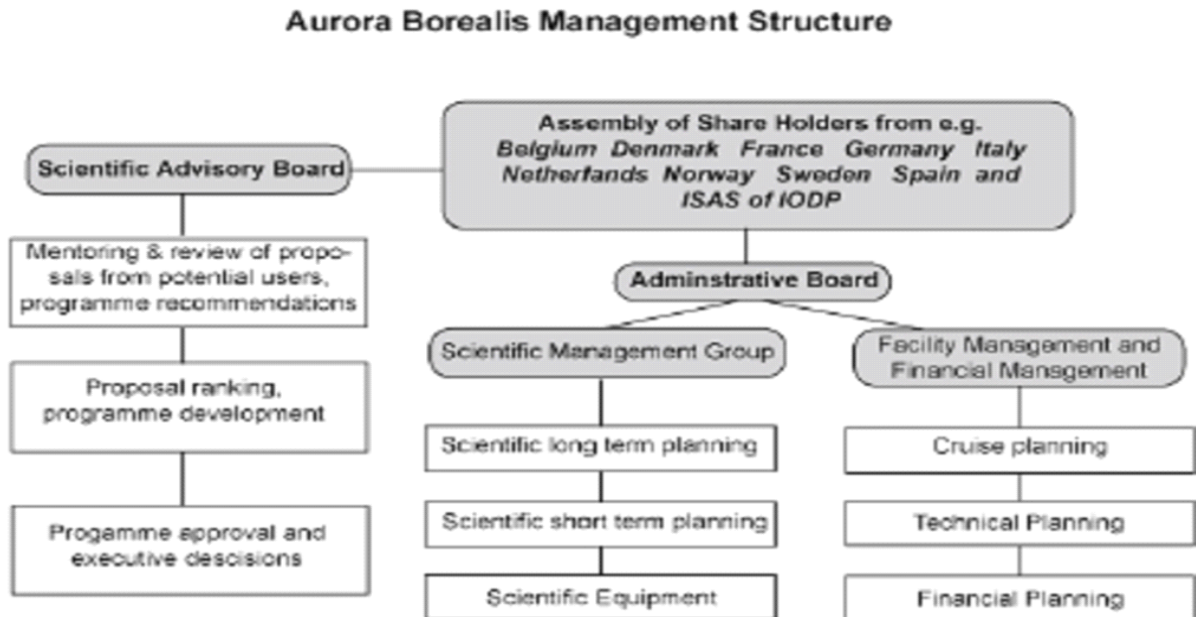 Aurora Borealis Management Structure
Assembly of Share Holders from e.g.
Belgium Denmark France Germany Italy
Netherlands Norway Sweden Spain and
ISAS of IODP
Scientific Advisory Board
Mentoring & review of propo-
sals from potential users,
programme recommendations
Proposal ranking,
programme development
Progamme approval and
executive descisions
Adminstrative Board
Scientific Management Group
Scientific long term planning
Scientific short term planning
Scientific Equipment
Facility Management and
Financial Management
Cruise planning
Technical Planning
Financial Planning